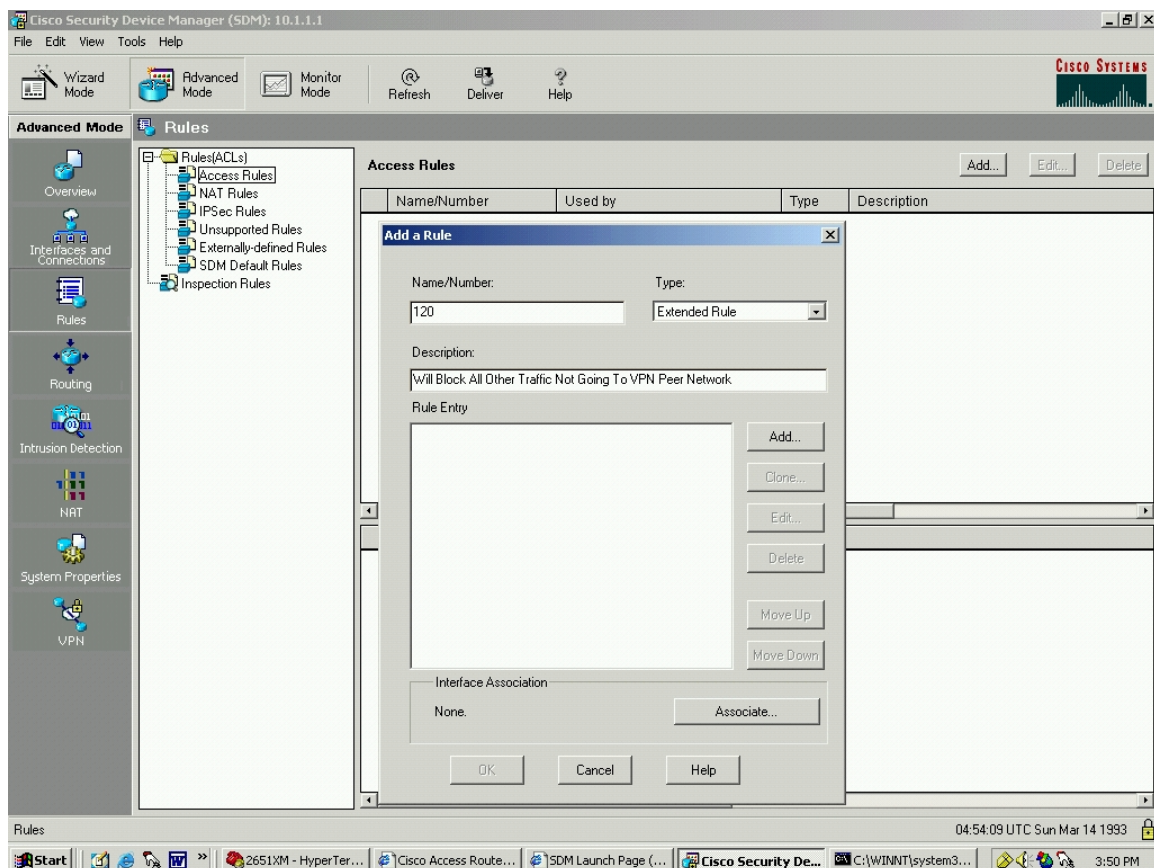 Cisco Security Device Manager (SDM): 10.1.1.1
File Edit View Tools Help
Wizard Mode
Advanced Mode
Monitor Mode
Refresh
Deliver
Help
CISCO SYSTEMS
Advanced Mode
Rules
Overview
Interfaces and Connections
Rules
Routing
Intrusion Detection
NAT
System Properties
VPN
Rules(ACLs)
Access Rules
NAT Rules
IPSec Rules
Unsupported Rules
Externally-defined Rules
SDM Default Rules
Inspection Rules
Access Rules
Add...
Edit...
Delete
Name/Number
Used by
Type
Description
Add a Rule
Name/Number:
Type:
120
Extended Rule
Description:
Will Block All Other Traffic Not Going To VPN Peer Network
Rule Entry
Add...
Clone...
Edit...
Delete
Move Up
Move Down
Interface Association
None.
Associate...
OK
Cancel
Help
Rules
04:54:09 UTC Sun Mar 14 1993
Start
»
2651XM - HyperTer...
Cisco Access Route...
SDM Launch Page (...
Cisco Security De...
C:\WINNT\system3...
3:50 PM